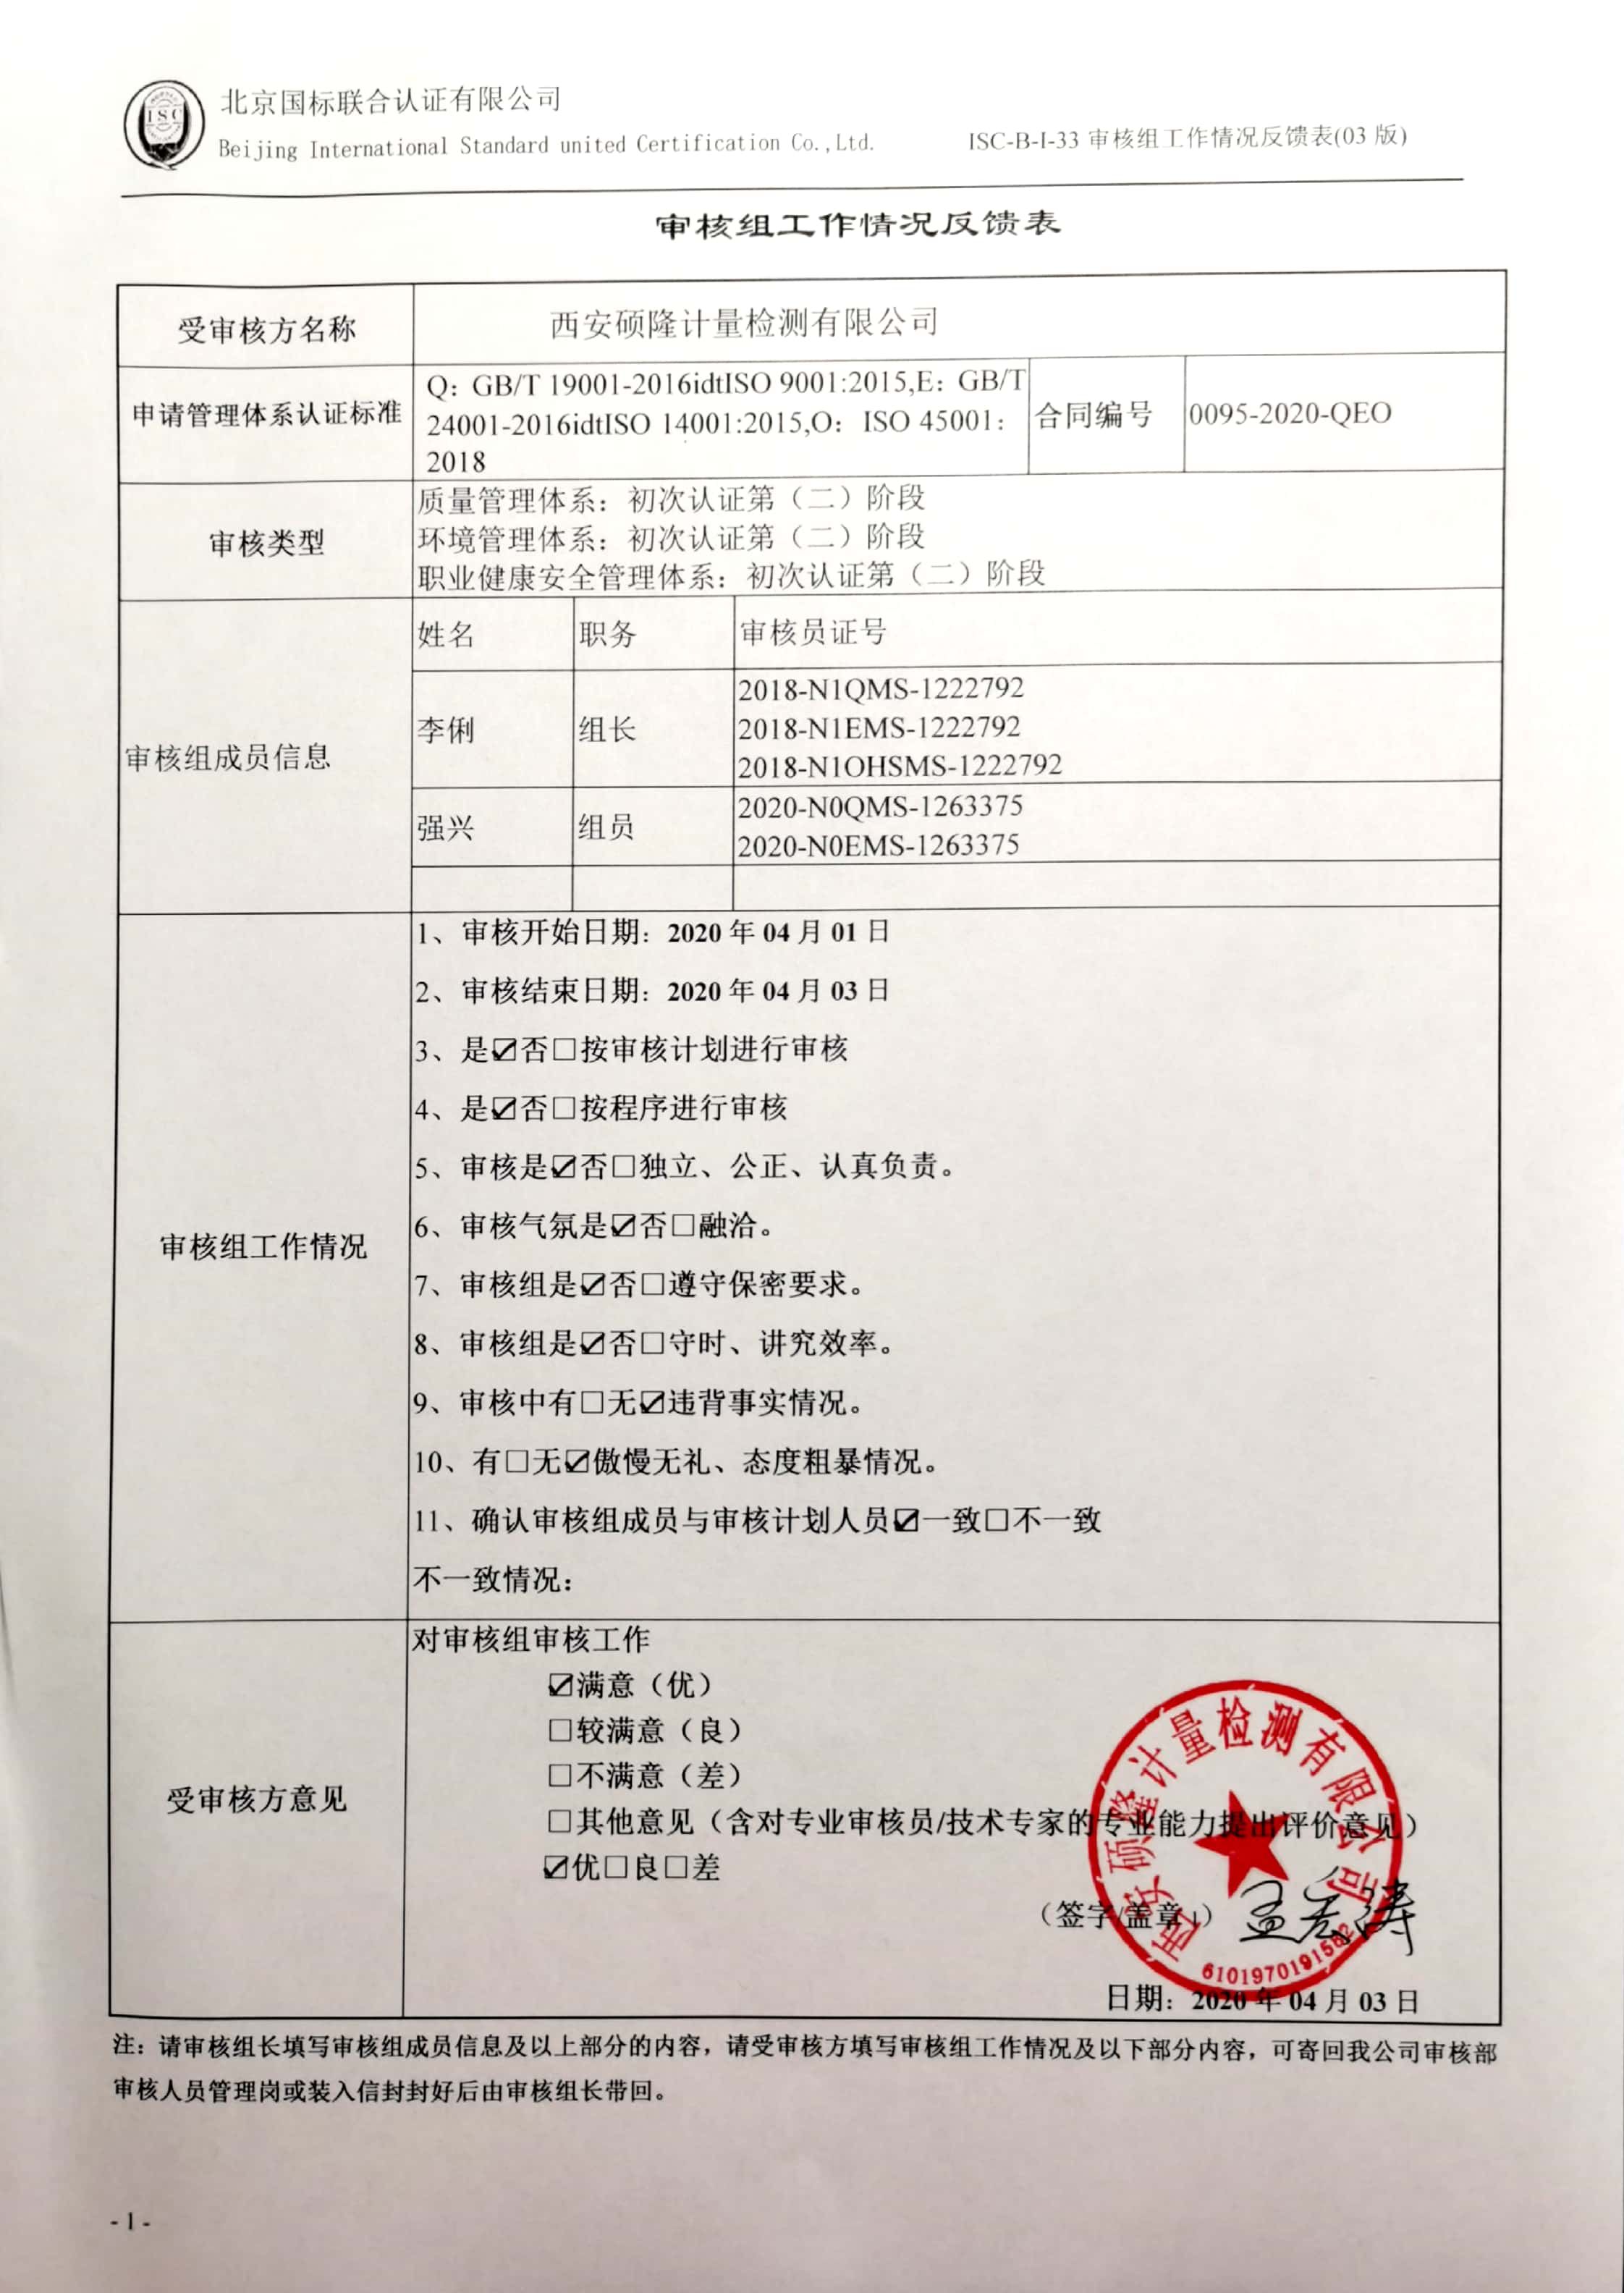 ISC
北京国标联合认证有限公司
Beijing International Standard united Certification Co.,Ltd.
ISC-B-I-33 审核组工作情况反馈表(03 版)
审核组工作情况反馈表
受审核方名称
西安硕隆计量检测有限公司
申请管理体系认证标准
Q：GB/T 19001-2016idtISO 9001:2015,E：GB/T
24001-2016idtISO 14001:2015,O：ISO 45001：
2018
合同编号
0095-2020-QEO
审核类型
质量管理体系：初次认证第（二）阶段
环境管理体系：初次认证第（二）阶段
职业健康安全管理体系：初次认证第（二）阶段
审核组成员信息
姓名 职务 审核员证号
李俐 组长
2018-N1QMS-1222792
2018-N1EMS-1222792
2018-N1OHSMS-1222792
强兴 组员
2020-N0QMS-1263375
2020-N0EMS-1263375
审核组工作情况
1、审核开始日期：2020 年 04 月 01 日
2、审核结束日期：2020 年 04 月 03 日
3、是☑否□按审核计划进行审核
4、是☑否□按程序进行审核
5、审核是☑否□独立、公正、认真负责。
6、审核气氛是☑否□融洽。
7、审核组是☑否□遵守保密要求。
8、审核组是☑否□守时、讲究效率。
9、审核中有□无☑违背事实情况。
10、有□无☑傲慢无礼、态度粗暴情况。
11、确认审核组成员与审核计划人员☑一致□不一致
不一致情况：
受审核方意见
对审核组审核工作
☑满意（优）
□较满意（良）
□不满意（差）
□其他意见（含对专业审核员/技术专家的专业能力提出评价意见）
☑优□良□差
（签字/盖章）
西安硕隆计量检测有限公司
6101970191582
日期：2020 年 04 月 03 日
注：请审核组长填写审核组成员信息及以上部分的内容，请受审核方填写审核组工作情况及以下部分内容，可寄回我公司审核部
审核人员管理岗或装入信封封好后由审核组长带回。
- 1 -